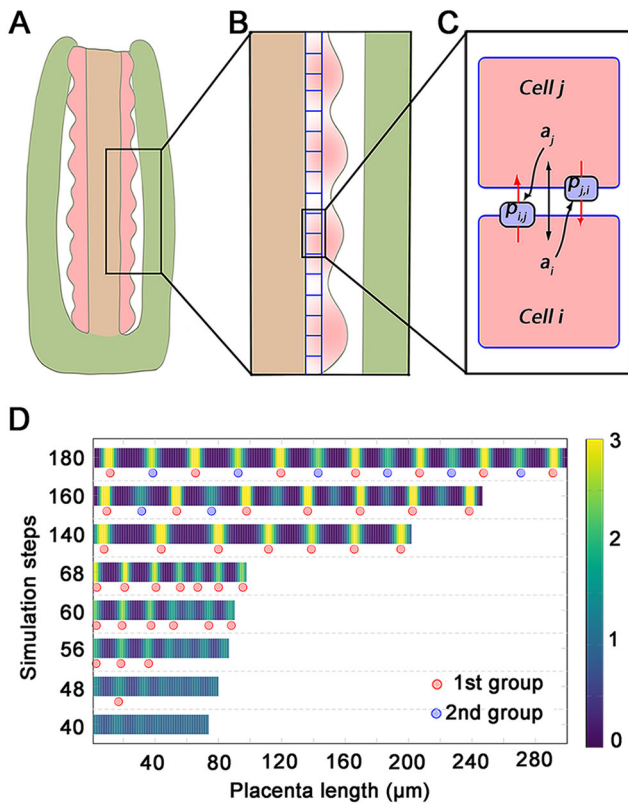 A
B
C
Cell j
a_j
p_i,j
p_j,i
a_i
Cell i
D
Simulation steps
180
160
140
68
60
56
48
40
1st group
2nd group
3
2
1
0
40 80 120 160 200 240 280
Placenta length (μm)